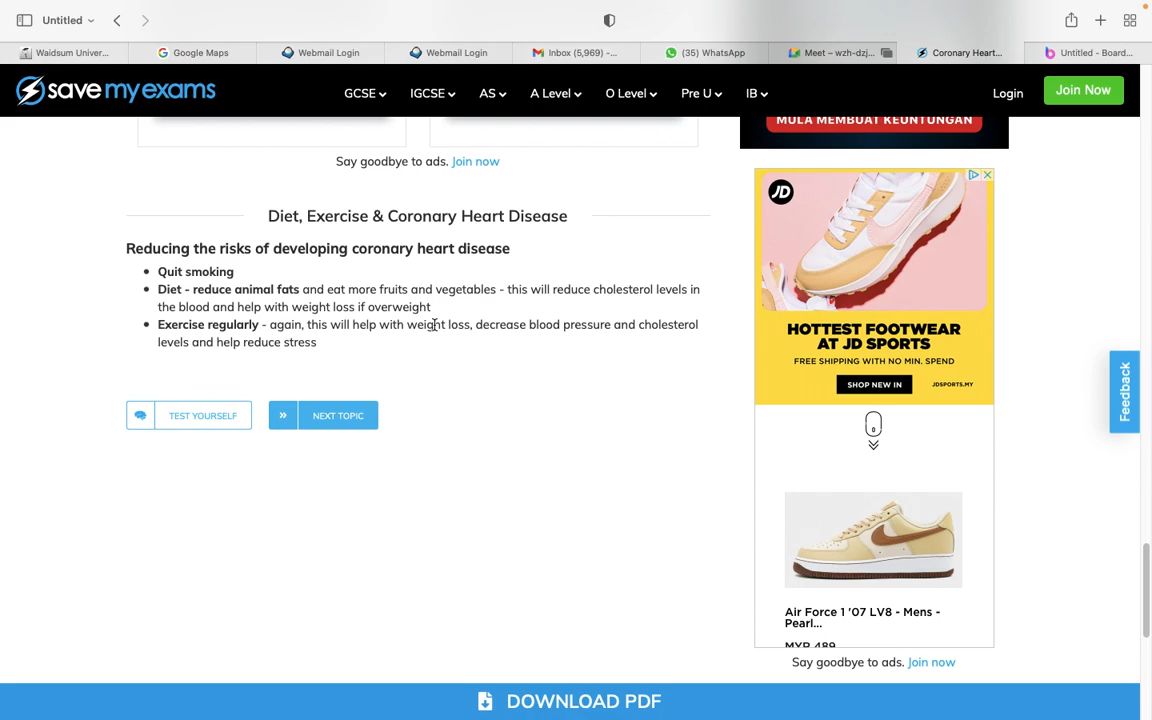 Untitled
Waidsum Univer...
Google Maps
Webmail Login
Webmail Login
Inbox (5,969) -...
(35) WhatsApp
Meet – wzh-dzj...
Coronary Heart...
Untitled - Board...
save my exams
GCSE
IGCSE
AS
A Level
O Level
Pre U
IB
Login
Join Now
MULA MEMBUAT KEUNTUNGAN
Say goodbye to ads. Join now
Diet, Exercise & Coronary Heart Disease
Reducing the risks of developing coronary heart disease
Quit smoking
Diet - reduce animal fats and eat more fruits and vegetables - this will reduce cholesterol levels in
the blood and help with weight loss if overweight
Exercise regularly - again, this will help with weight loss, decrease blood pressure and cholesterol
levels and help reduce stress
TEST YOURSELF
NEXT TOPIC
JD
HOTTEST FOOTWEAR
AT JD SPORTS
FREE SHIPPING WITH NO MIN. SPEND
SHOP NEW IN
JDSPORTS.MY
Air Force 1 '07 LV8 - Mens -
Pearl...
MYR 489
Say goodbye to ads. Join now
Feedback
DOWNLOAD PDF